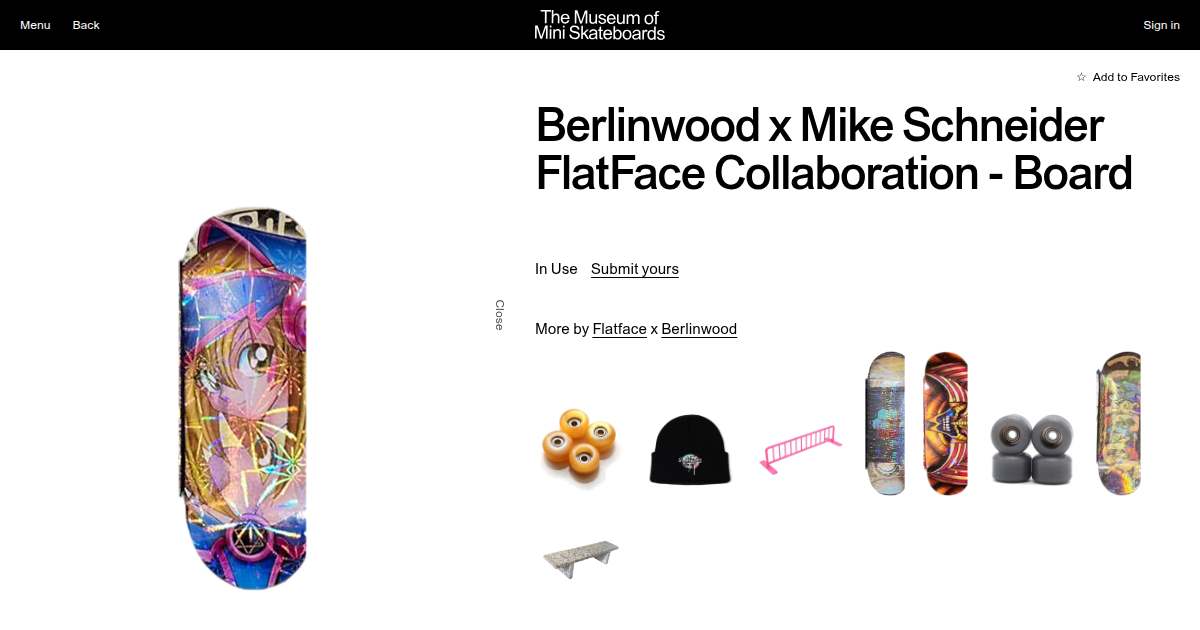 Menu
Back
The Museum of
Mini Skateboards
Sign in
☆ Add to Favorites
Berlinwood x Mike Schneider
FlatFace Collaboration - Board
In Use Submit yours
Close
More by Flatface x Berlinwood